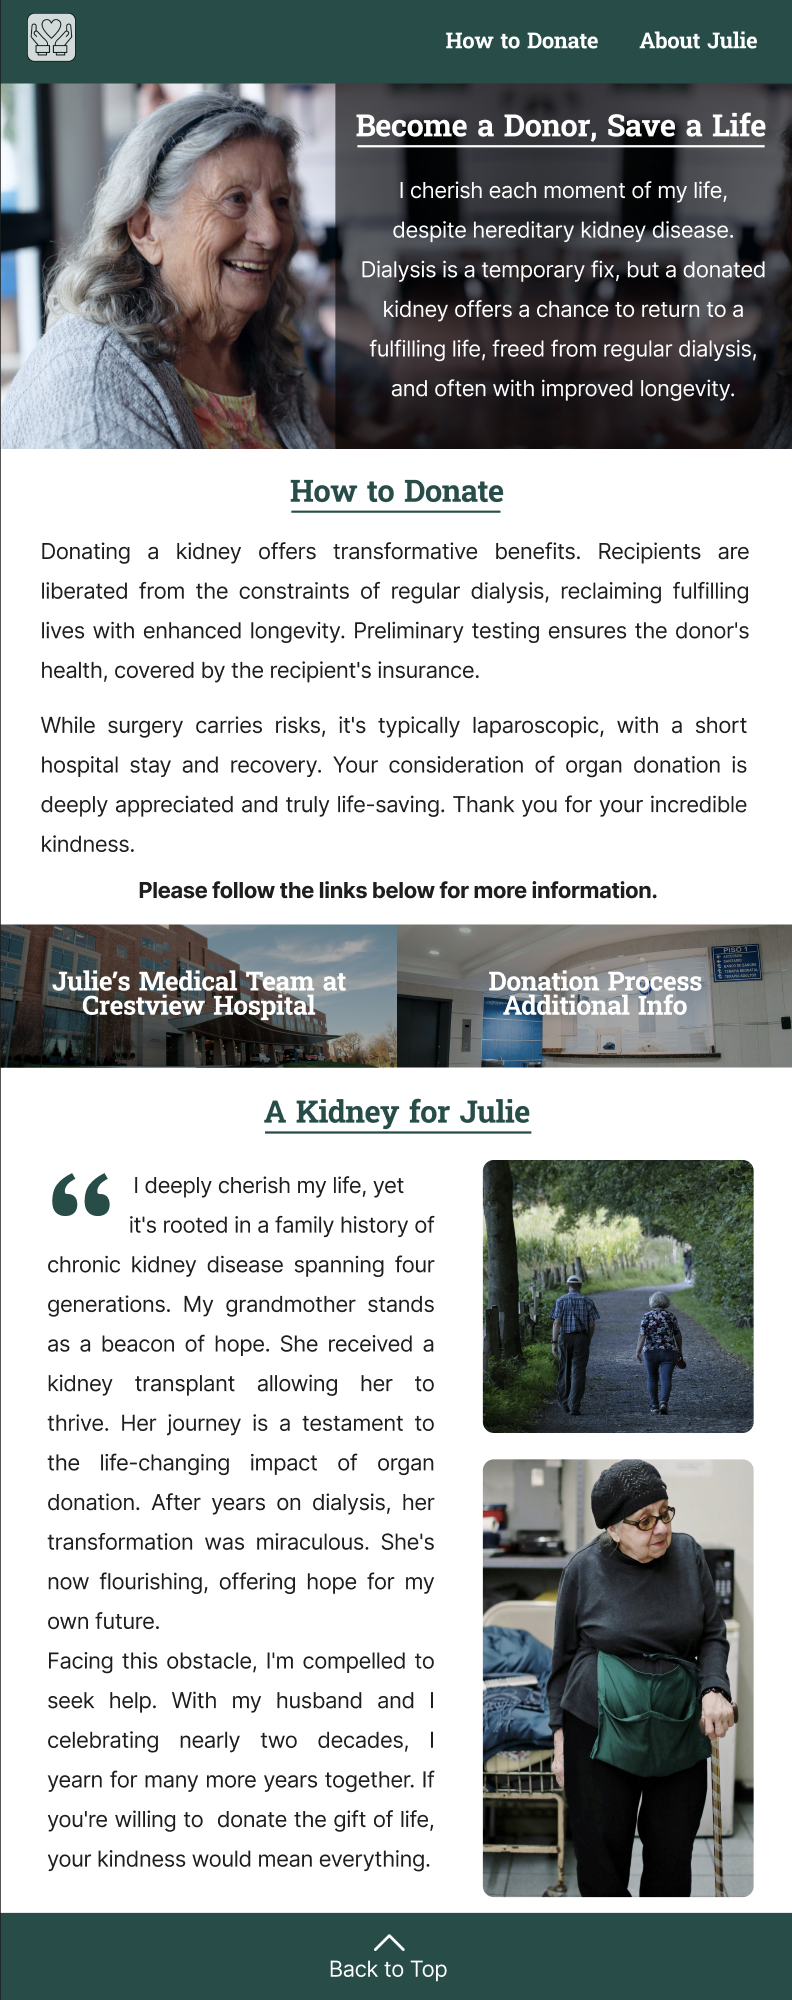 How to Donate
About Julie
Become a Donor, Save a Life
I cherish each moment of my life,
despite hereditary kidney disease.
Dialysis is a temporary fix, but a donated
kidney offers a chance to return to a
fulfilling life, freed from regular dialysis,
and often with improved longevity.
How to Donate
Donating a kidney offers transformative benefits. Recipients are
liberated from the constraints of regular dialysis, reclaiming fulfilling
lives with enhanced longevity. Preliminary testing ensures the donor's
health, covered by the recipient's insurance.
While surgery carries risks, it's typically laparoscopic, with a short
hospital stay and recovery. Your consideration of organ donation is
deeply appreciated and truly life-saving. Thank you for your incredible
kindness.
Please follow the links below for more information.
Julie’s Medical Team at
Crestview Hospital
PISO 1
Donation Process
Additional Info
A Kidney for Julie
“ I deeply cherish my life, yet
it's rooted in a family history of
chronic kidney disease spanning four
generations. My grandmother stands
as a beacon of hope. She received a
kidney transplant allowing her to
thrive. Her journey is a testament to
the life-changing impact of organ
donation. After years on dialysis, her
transformation was miraculous. She's
now flourishing, offering hope for my
own future.
Facing this obstacle, I'm compelled to
seek help. With my husband and I
celebrating nearly two decades, I
yearn for many more years together. If
you're willing to donate the gift of life,
your kindness would mean everything.
Back to Top